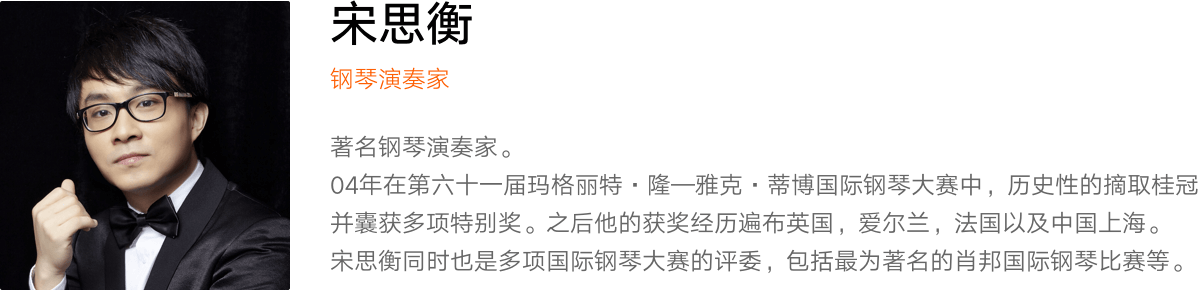 宋思衡
钢琴演奏家
著名钢琴演奏家。
04年在第六十一届玛格丽特·隆—雅克·蒂博国际钢琴大赛中，历史性的摘取桂冠
并囊获多项特别奖。之后他的获奖经历遍布英国，爱尔兰，法国以及中国上海。
宋思衡同时也是多项国际钢琴大赛的评委，包括最为著名的肖邦国际钢琴比赛等。